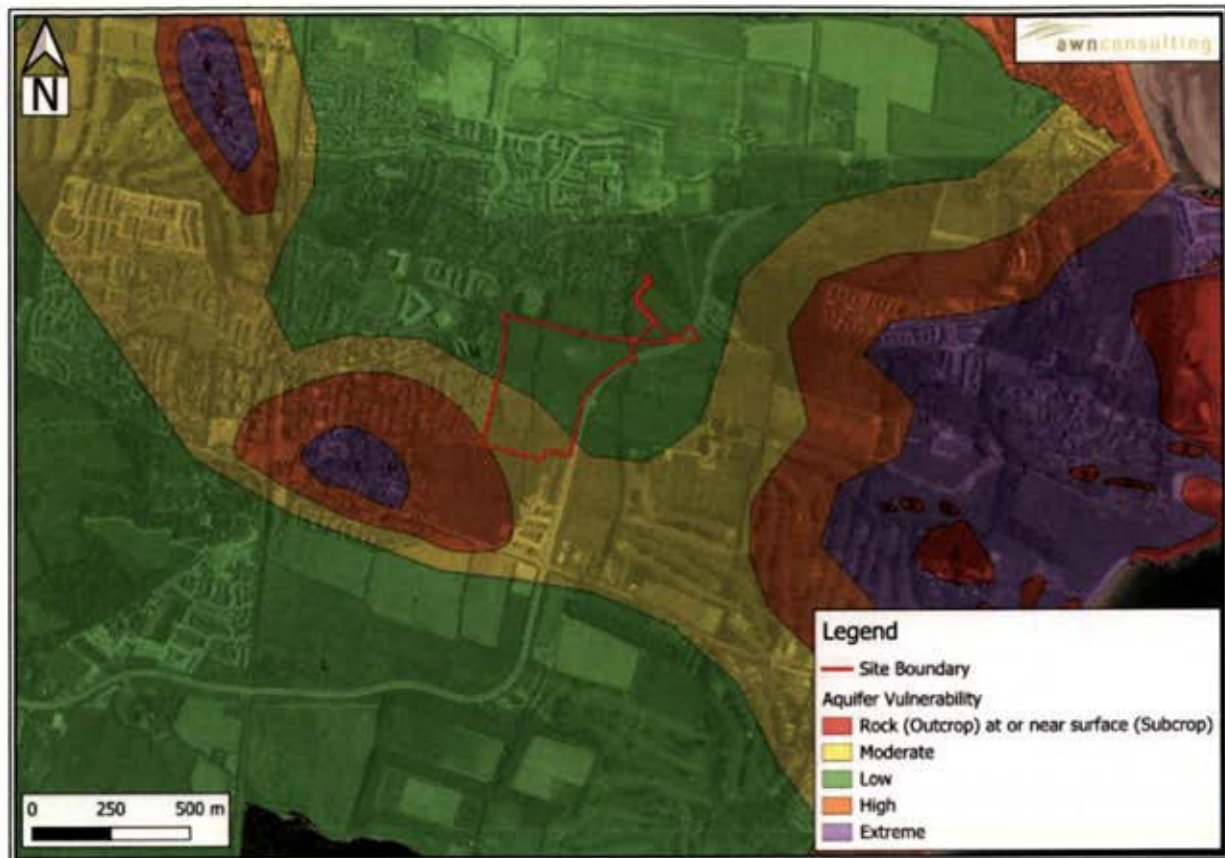 N
awnconsulting
Legend
Site Boundary
Aquifer Vulnerability
Rock (Outcrop) at or near surface (Subcrop)
Moderate
Low
High
Extreme
0 250 500 m